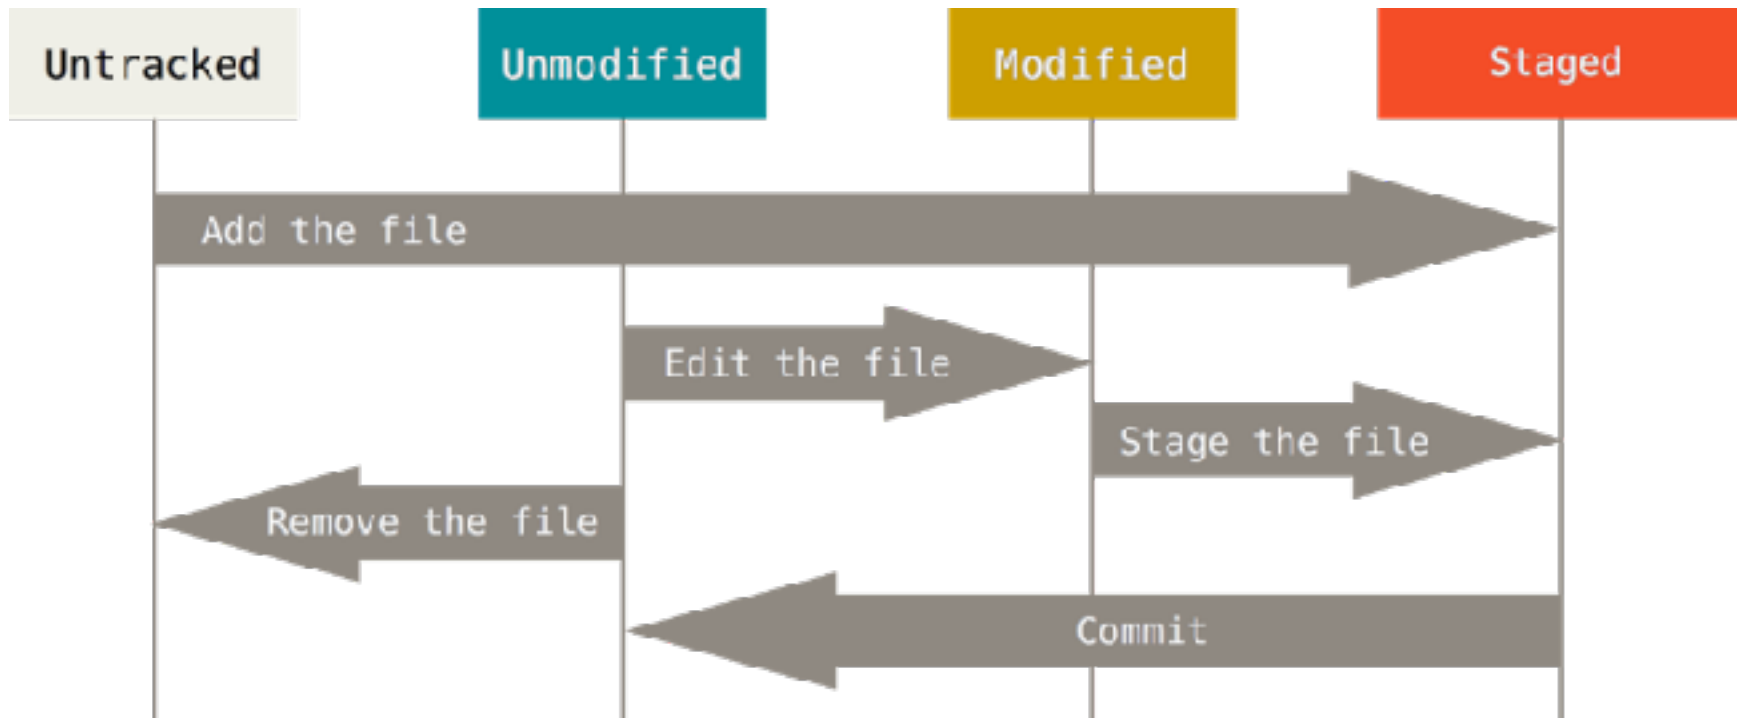 Untracked
Unmodified
Modified
Staged
Add the file
Edit the file
Stage the file
Remove the file
Commit